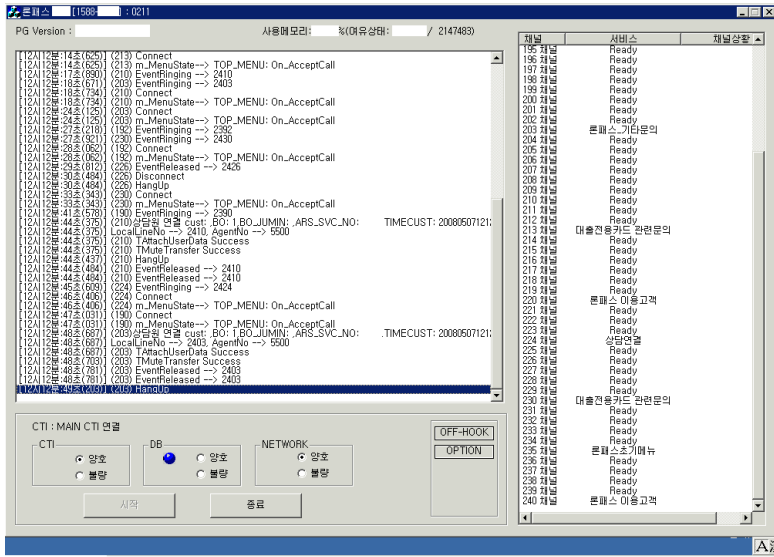 론패스 [1588- ] : 0211
PG Version :
사용메모리: %(여유상태: / 2147483)
[12시12분:14초(625)] (213) Connect
[12시12분:14초(625)] (213) m_MenuState--> TOP_MENU: On_AcceptCall
[12시12분:17초(890)] (210) EventRinging --> 2410
[12시12분:18초(671)] (203) EventRinging --> 2403
[12시12분:18초(734)] (210) Connect
[12시12분:18초(734)] (210) m_MenuState--> TOP_MENU: On_AcceptCall
[12시12분:24초(125)] (203) Connect
[12시12분:24초(125)] (203) m_MenuState--> TOP_MENU: On_AcceptCall
[12시12분:27초(218)] (192) EventRinging --> 2392
[12시12분:27초(921)] (230) EventRinging --> 2430
[12시12분:28초(062)] (192) Connect
[12시12분:28초(062)] (192) m_MenuState--> TOP_MENU: On_AcceptCall
[12시12분:29초(812)] (226) EventReleased --> 2426
[12시12분:30초(484)] (226) Disconnect
[12시12분:30초(484)] (226) HangUp
[12시12분:33초(343)] (230) Connect
[12시12분:33초(343)] (230) m_MenuState--> TOP_MENU: On_AcceptCall
[12시12분:41초(578)] (190) EventRinging --> 2390
[12시12분:44초(375)] (210)상담원 연결 cust: ,BO: 1,BO_JUMIN: ,ARS_SVC_NO: TIMECUST: 20080507121
[12시12분:44초(375)] LocalLineNo --> 2410, AgentNo --> 5500
[12시12분:44초(375)] (210) TAttachUserData Success
[12시12분:44초(375)] (210) TMuteTransfer Success
[12시12분:44초(437)] (210) HangUp
[12시12분:44초(484)] (210) EventReleased --> 2410
[12시12분:44초(484)] (210) EventReleased --> 2410
[12시12분:45초(609)] (224) EventRinging --> 2424
[12시12분:46초(406)] (224) Connect
[12시12분:46초(406)] (224) m_MenuState--> TOP_MENU: On_AcceptCall
[12시12분:47초(031)] (190) Connect
[12시12분:47초(031)] (190) m_MenuState--> TOP_MENU: On_AcceptCall
[12시12분:48초(687)] (203)상담원 연결 cust: ,BO: 1,BO_JUMIN: ,ARS_SVC_NO: ,TIMECUST: 20080507121
[12시12분:48초(687)] LocalLineNo --> 2403, AgentNo --> 5500
[12시12분:48초(687)] (203) TAttachUserData Success
[12시12분:48초(703)] (203) TMuteTransfer Success
[12시12분:48초(781)] (203) EventReleased --> 2403
[12시12분:48초(781)] (203) EventReleased --> 2403
[12시12분:49초(203)] (203) HangUp
CTI : MAIN CTI 연결
CTI
양호
불량
DB
양호
불량
NETWORK
양호
불량
OFF-HOOK
OPTION
시작
종료
채널 서비스 채널상황
195 채널 Ready
196 채널 Ready
197 채널 Ready
198 채널 Ready
199 채널 Ready
200 채널 Ready
201 채널 Ready
202 채널 Ready
203 채널 론패스_기타문의
204 채널 Ready
205 채널 Ready
206 채널 Ready
207 채널 Ready
208 채널 Ready
209 채널 Ready
210 채널 Ready
211 채널 Ready
212 채널 Ready
213 채널 대출전용카드 관련문의
214 채널 Ready
215 채널 Ready
216 채널 Ready
217 채널 Ready
218 채널 Ready
219 채널 Ready
220 채널 론패스 이용고객
221 채널 Ready
222 채널 Ready
223 채널 Ready
224 채널 상담연결
225 채널 Ready
226 채널 Ready
227 채널 Ready
228 채널 Ready
229 채널 Ready
230 채널 대출전용카드 관련문의
231 채널 Ready
232 채널 Ready
233 채널 Ready
234 채널 Ready
235 채널 론패스초기메뉴
236 채널 Ready
237 채널 Ready
238 채널 Ready
239 채널 Ready
240 채널 론패스 이용고객